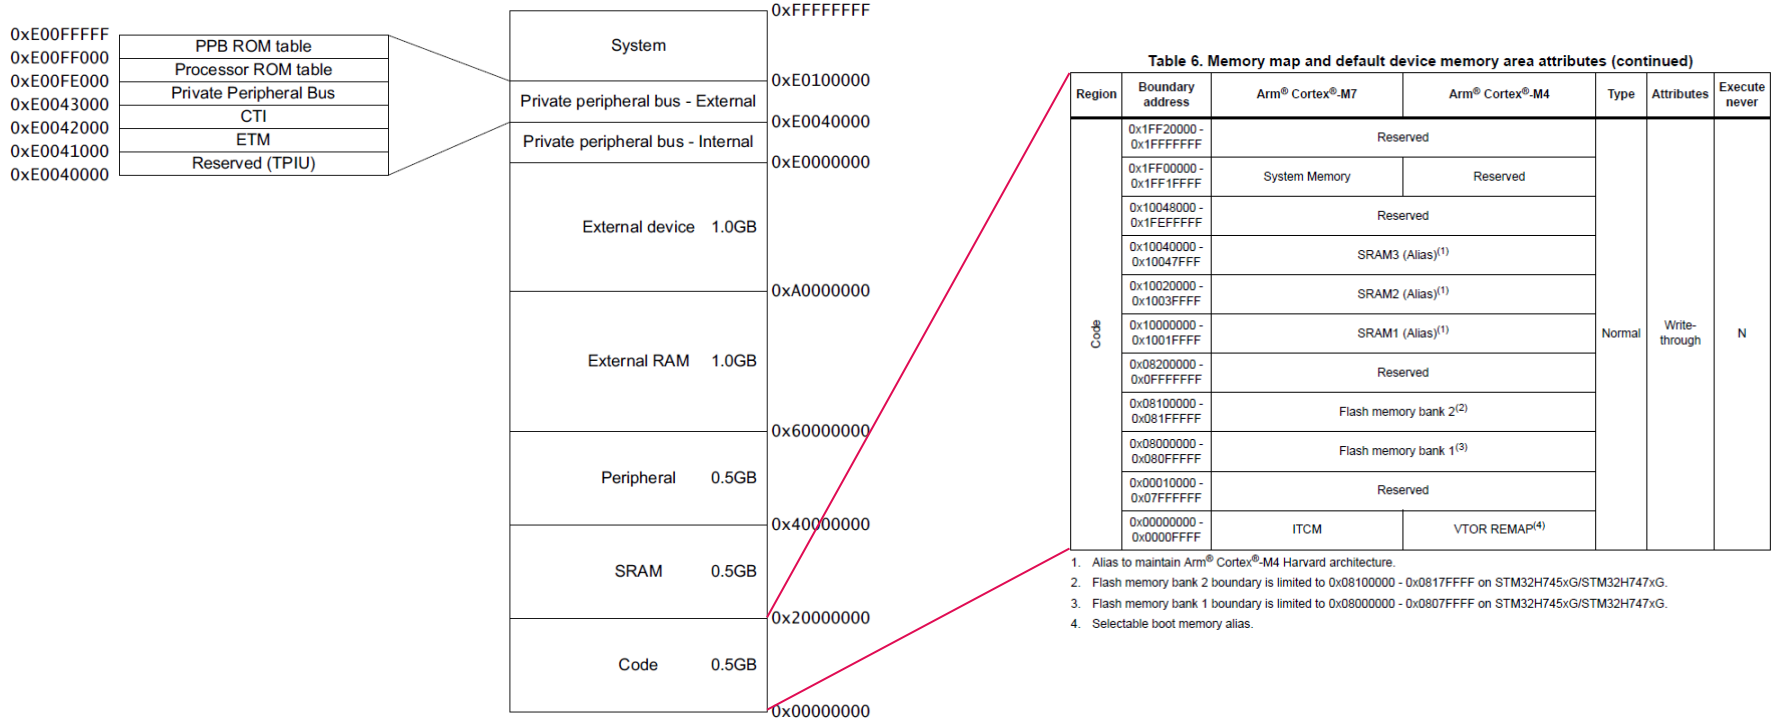 0xE00FFFFF
PPB ROM table
0xE00FF000
Processor ROM table
0xE00FE000
Private Peripheral Bus
0xE0043000
CTI
0xE0042000
ETM
0xE0041000
Reserved (TPIU)
0xE0040000
0xFFFFFFFF
System
0xE0100000
Private peripheral bus - External
0xE0040000
Private peripheral bus - Internal
0xE0000000
External device 1.0GB
0xA0000000
External RAM 1.0GB
0x60000000
Peripheral 0.5GB
0x40000000
SRAM 0.5GB
0x20000000
Code 0.5GB
0x00000000
Table 6. Memory map and default device memory area attributes (continued)
Region Boundary address Arm® Cortex®-M7 Arm® Cortex®-M4 Type Attributes Execute never
Code
Normal
Write-
through
N
0x1FF20000 -
0x1FFFFFFF
Reserved
0x1FF00000 -
0x1FF1FFFF
System Memory Reserved
0x10048000 -
0x1FEFFFFF
Reserved
0x10040000 -
0x10047FFF
SRAM3 (Alias)(1)
0x10020000 -
0x1003FFFF
SRAM2 (Alias)(1)
0x10000000 -
0x1001FFFF
SRAM1 (Alias)(1)
0x08200000 -
0x0FFFFFFF
Reserved
0x08100000 -
0x081FFFFF
Flash memory bank 2(2)
0x08000000 -
0x080FFFFF
Flash memory bank 1(3)
0x00010000 -
0x07FFFFFF
Reserved
0x00000000 -
0x0000FFFF
ITCM VTOR REMAP(4)
1. Alias to maintain Arm® Cortex®-M4 Harvard architecture.
2. Flash memory bank 2 boundary is limited to 0x08100000 - 0x0817FFFF on STM32H745xG/STM32H747xG.
3. Flash memory bank 1 boundary is limited to 0x08000000 - 0x0807FFFF on STM32H745xG/STM32H747xG.
4. Selectable boot memory alias.